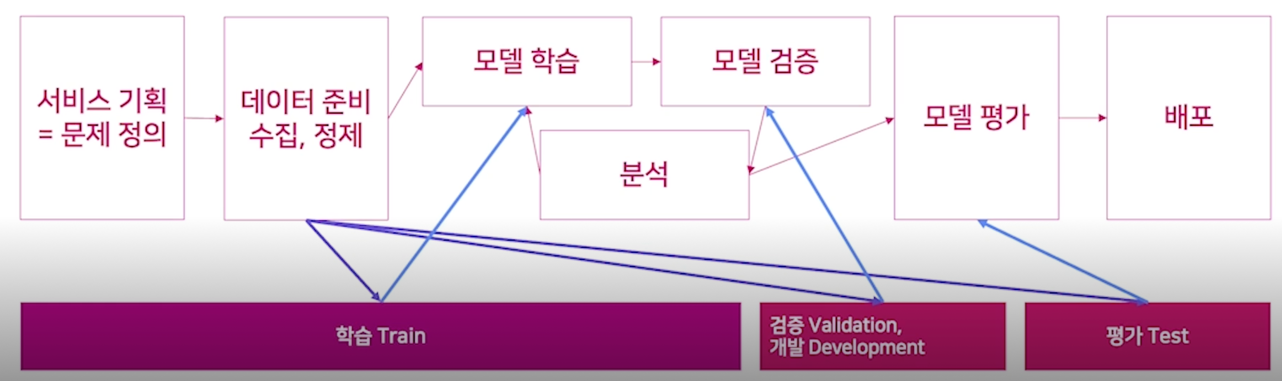 서비스 기획
= 문제 정의
데이터 준비
수집, 정제
모델 학습
모델 검증
분석
모델 평가
배포
학습 Train
검증 Validation,
개발 Development
평가 Test